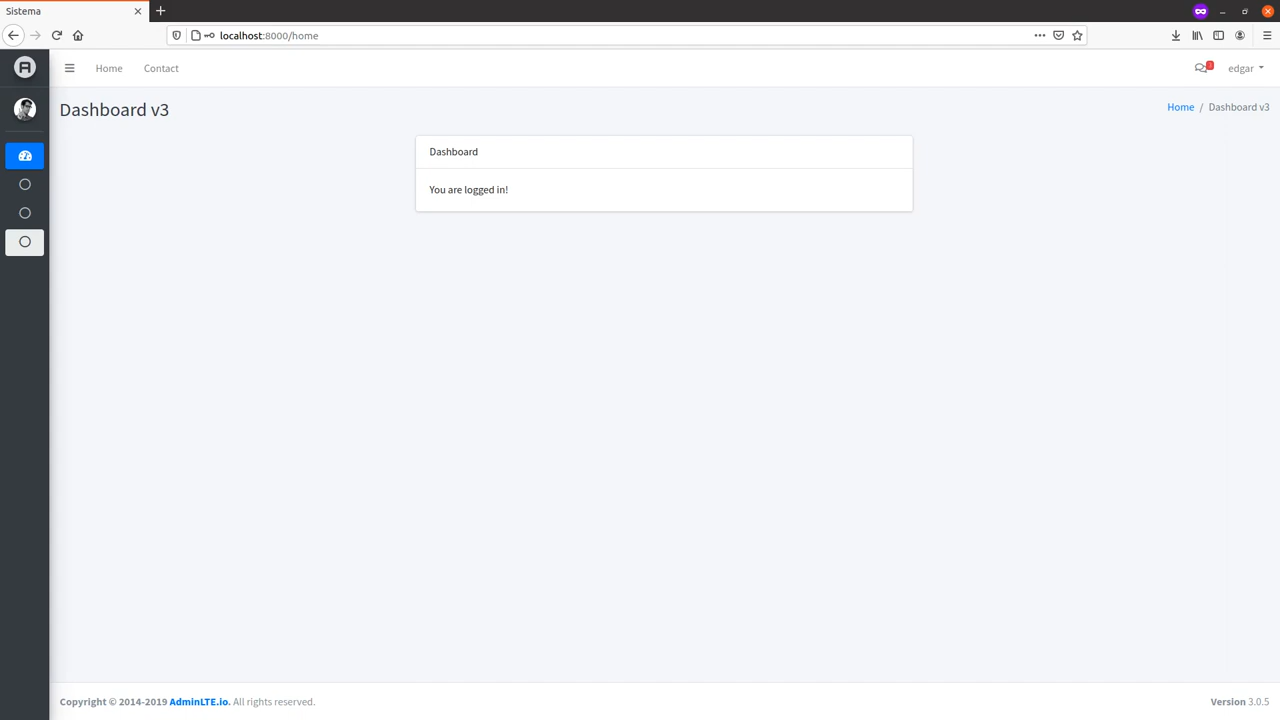 Sistema
localhost:8000/home
Home Contact
3 edgar
Dashboard v3
Home / Dashboard v3
Dashboard
You are logged in!
Copyright © 2014-2019 AdminLTE.io. All rights reserved.
Version 3.0.5